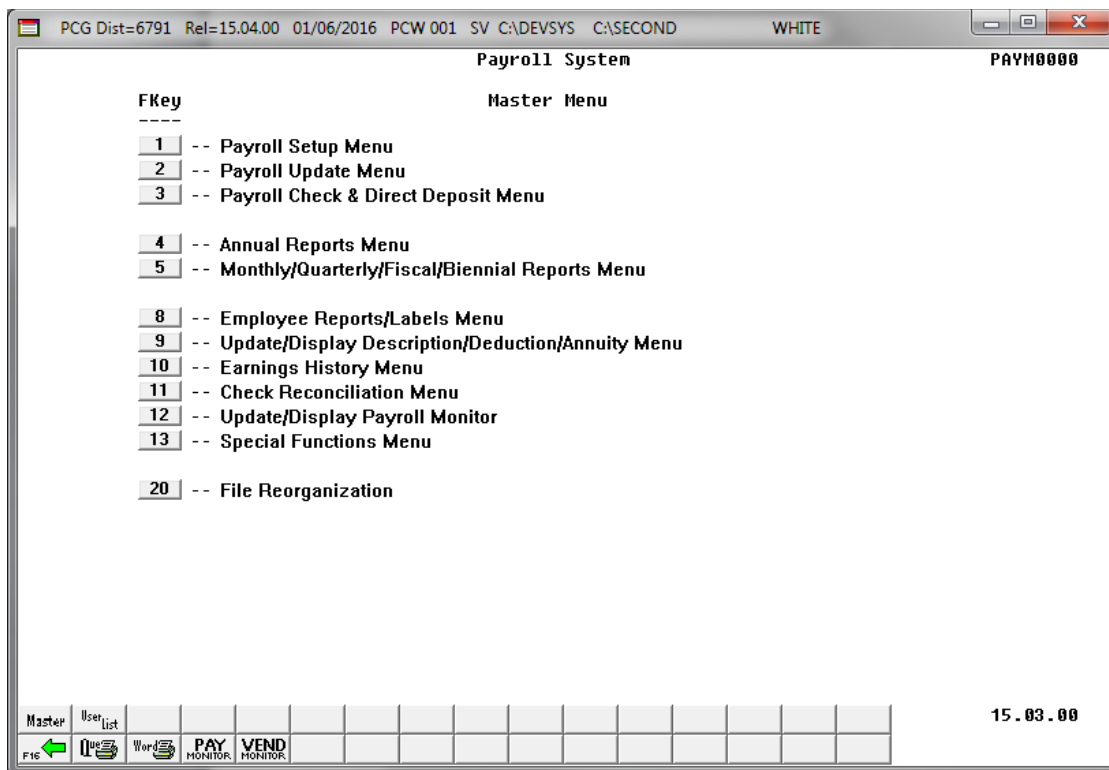 PCG Dist=6791 Rel=15.04.00 01/06/2016 PCW 001 SV C:\DEVSYS C:\SECOND WHITE
Payroll System PAYM0000
FKey Master Menu
----
1 -- Payroll Setup Menu
2 -- Payroll Update Menu
3 -- Payroll Check & Direct Deposit Menu
4 -- Annual Reports Menu
5 -- Monthly/Quarterly/Fiscal/Biennial Reports Menu
8 -- Employee Reports/Labels Menu
9 -- Update/Display Description/Deduction/Annuity Menu
10 -- Earnings History Menu
11 -- Check Reconciliation Menu
12 -- Update/Display Payroll Monitor
13 -- Special Functions Menu
20 -- File Reorganization
Master User List 15.03.00
F16 Que Word PAY MONITOR VEND MONITOR